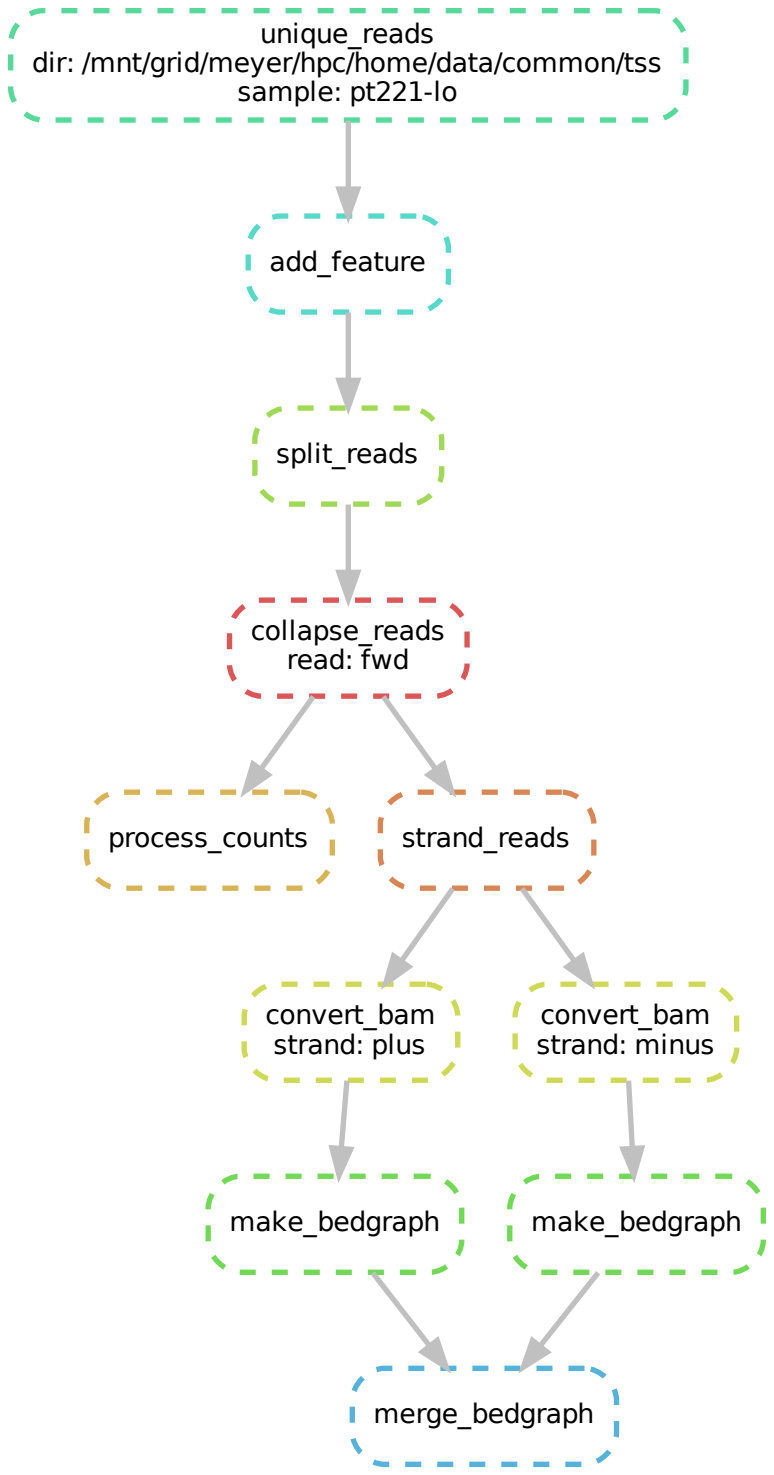 unique_reads
dir: /mnt/grid/meyer/hpc/home/data/common/tss
sample: pt221-lo
add_feature
split_reads
collapse_reads
read: fwd
process_counts
strand_reads
convert_bam
strand: plus
convert_bam
strand: minus
make_bedgraph
make_bedgraph
merge_bedgraph